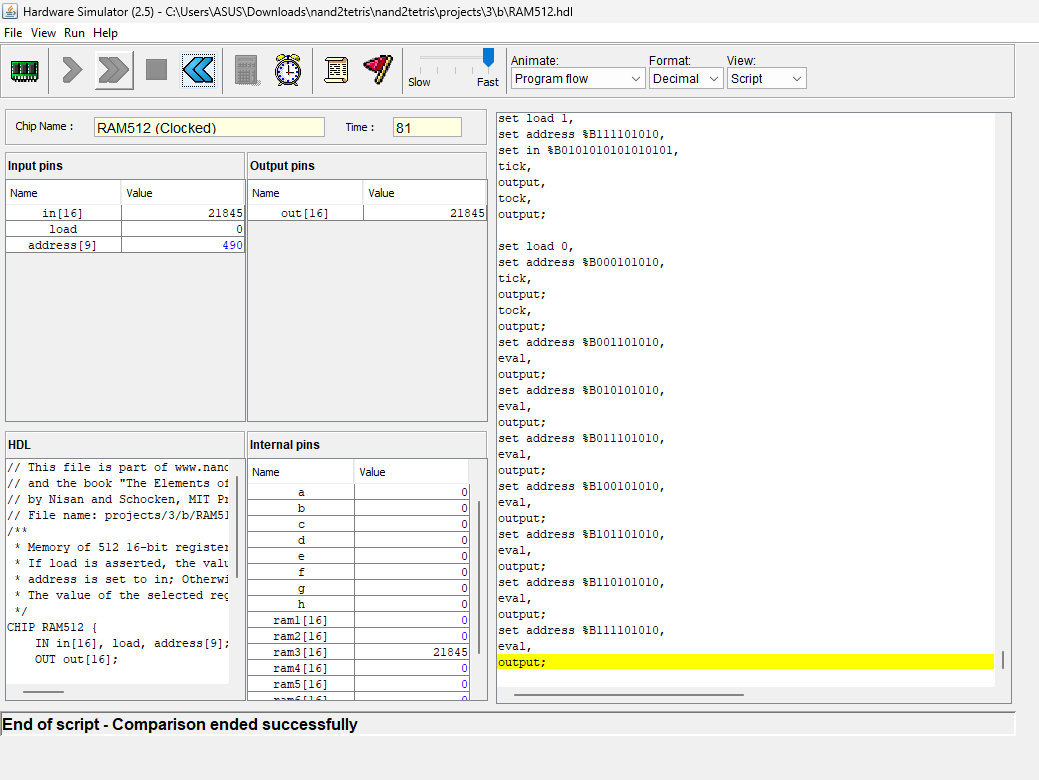 Hardware Simulator (2.5) - C:\Users\ASUS\Downloads\nand2tetris\nand2tetris\projects\3\b\RAM512.hdl
File View Run Help
Animate: Format: View:
Slow Fast Program flow Decimal Script
Chip Name : RAM512 (Clocked) Time : 81
Input pins
Name Value
in[16] 21845
load 0
address[9] 490
Output pins
Name Value
out[16] 21845
HDL
// This file is part of www.nand
// and the book "The Elements of
// by Nisan and Schocken, MIT Pr
// File name: projects/3/b/RAM51
/**
* Memory of 512 16-bit register
* If load is asserted, the valu
* address is set to in; Otherwi
* The value of the selected reg
*/
CHIP RAM512 {
IN in[16], load, address[9];
OUT out[16];
Internal pins
Name Value
a 0
b 0
c 0
d 0
e 0
f 0
g 0
h 0
ram1[16] 0
ram2[16] 0
ram3[16] 21845
ram4[16] 0
ram5[16] 0
ram6[16] 0
set load 1,
set address %B111101010,
set in %B0101010101010101,
tick,
output,
tock,
output;
set load 0,
set address %B000101010,
tick,
output;
tock,
output;
set address %B001101010,
eval,
output;
set address %B010101010,
eval,
output;
set address %B011101010,
eval,
output;
set address %B100101010,
eval,
output;
set address %B101101010,
eval,
output;
set address %B110101010,
eval,
output;
set address %B111101010,
eval,
output;
End of script - Comparison ended successfully